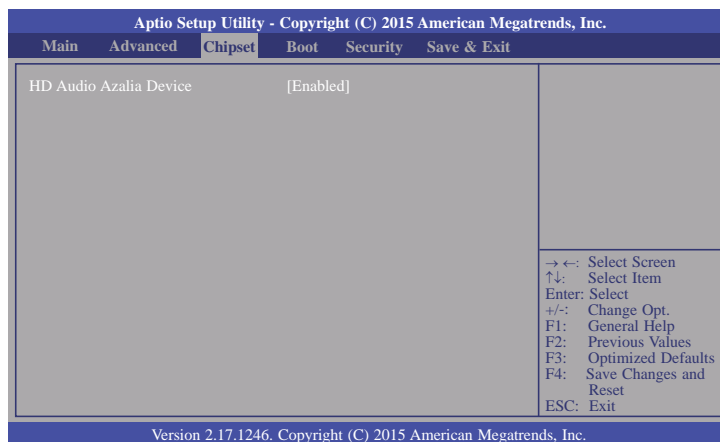 Aptio Setup Utility - Copyright (C) 2015 American Megatrends, Inc.
Main Advanced Chipset Boot Security Save & Exit
HD Audio Azalia Device [Enabled]
→ ←: Select Screen
↑↓: Select Item
Enter: Select
+/-: Change Opt.
F1: General Help
F2: Previous Values
F3: Optimized Defaults
F4: Save Changes and
Reset
ESC: Exit
Version 2.17.1246. Copyright (C) 2015 American Megatrends, Inc.